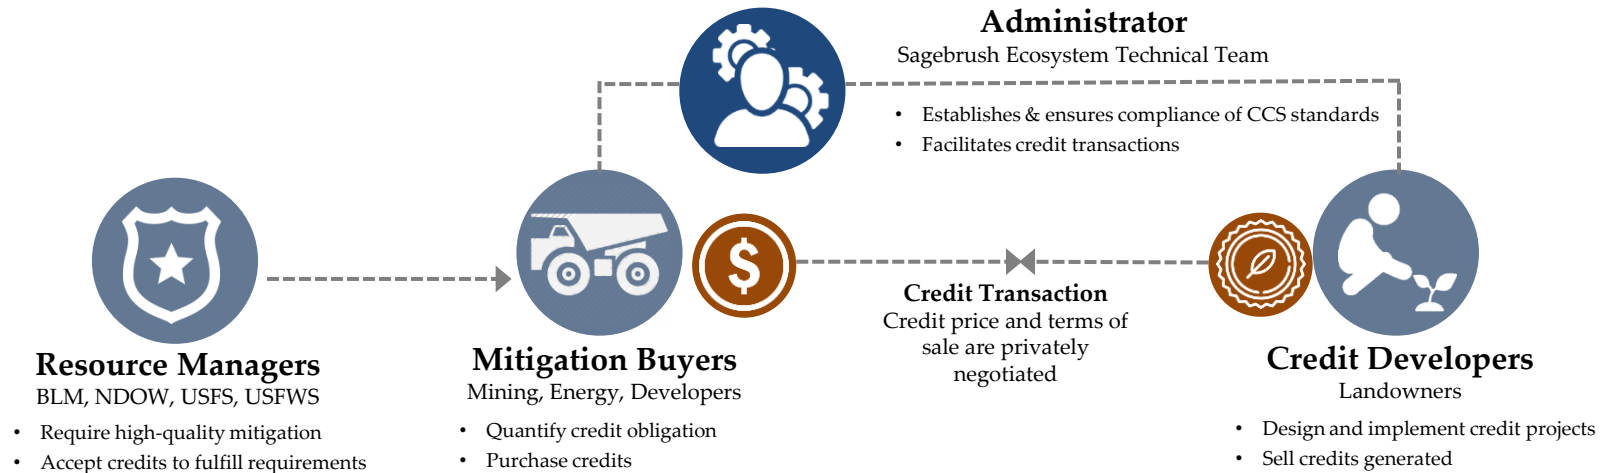 Administrator
Sagebrush Ecosystem Technical Team
• Establishes & ensures compliance of CCS standards
• Facilitates credit transactions
$
Credit Transaction
Credit price and terms of
sale are privately
negotiated
Resource Managers
BLM, NDOW, USFS, USFWS
• Require high-quality mitigation
• Accept credits to fulfill requirements
Mitigation Buyers
Mining, Energy, Developers
• Quantify credit obligation
• Purchase credits
Credit Developers
Landowners
• Design and implement credit projects
• Sell credits generated